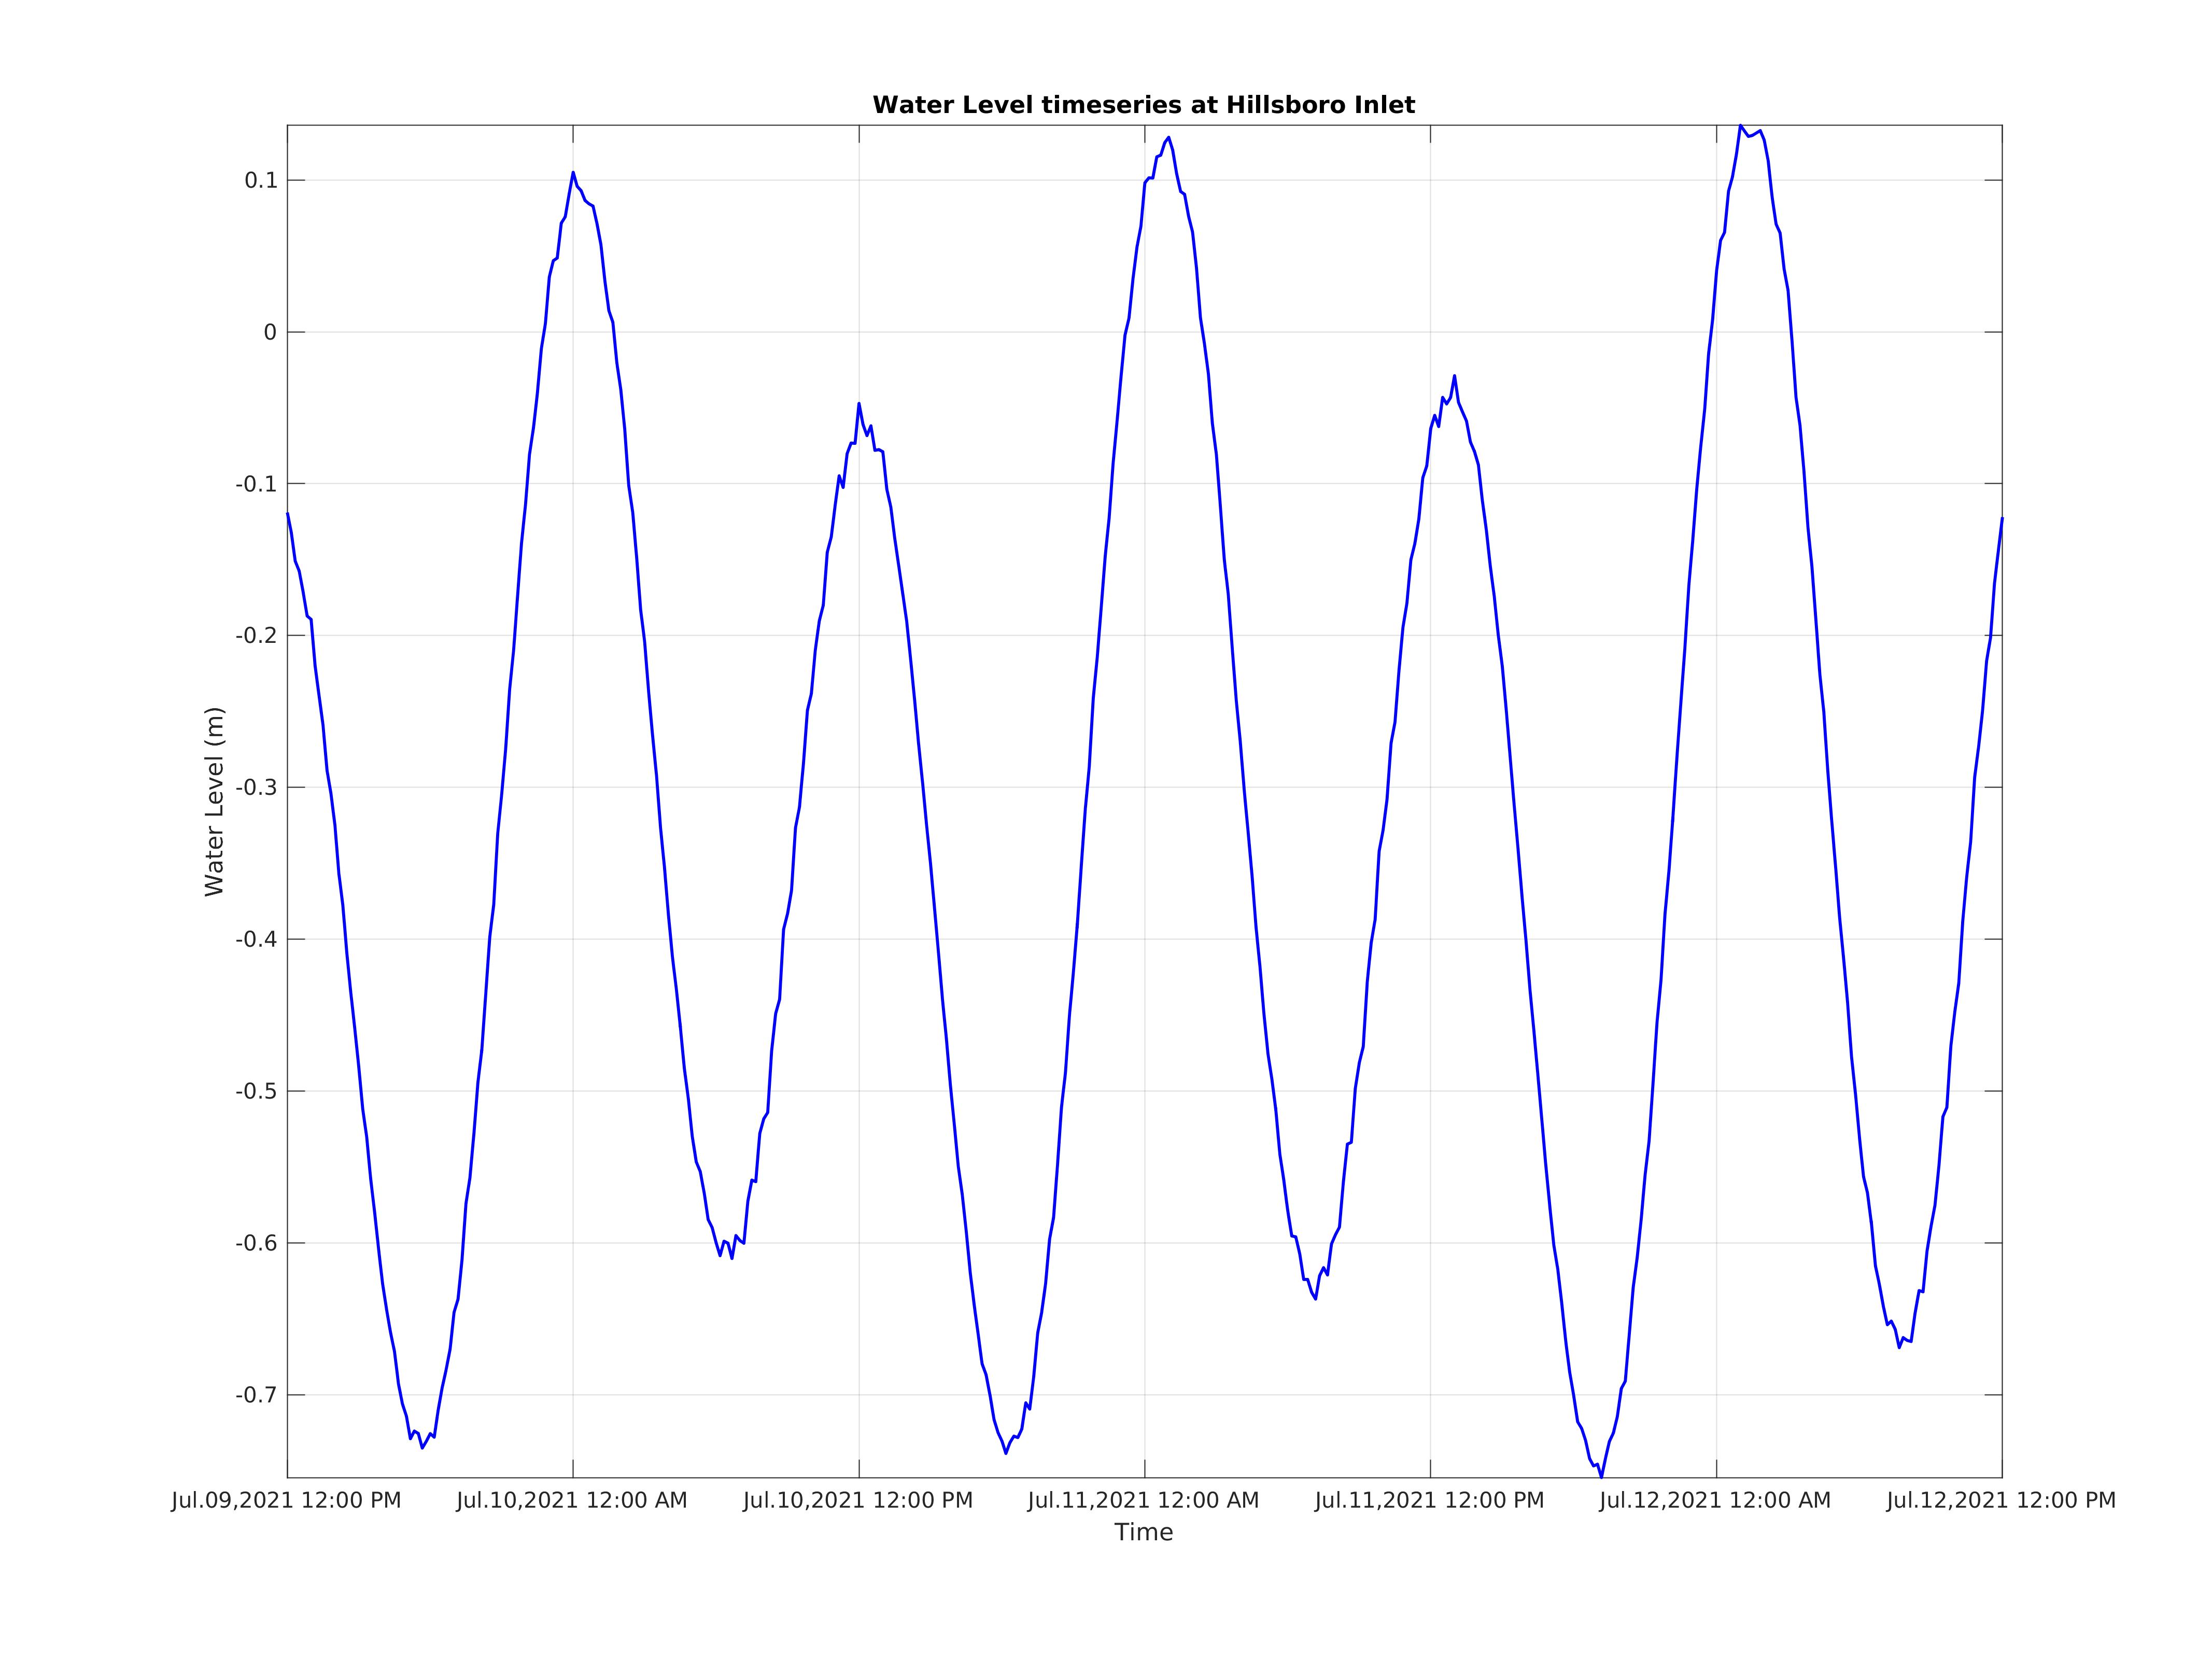 Water Level timeseries at Hillsboro Inlet
0.1
0
-0.1
-0.2
-0.3
-0.4
-0.5
-0.6
-0.7
Water Level (m)
Jul.09,2021 12:00 PM Jul.10,2021 12:00 AM Jul.10,2021 12:00 PM Jul.11,2021 12:00 AM Jul.11,2021 12:00 PM Jul.12,2021 12:00 AM Jul.12,2021 12:00 PM
Time